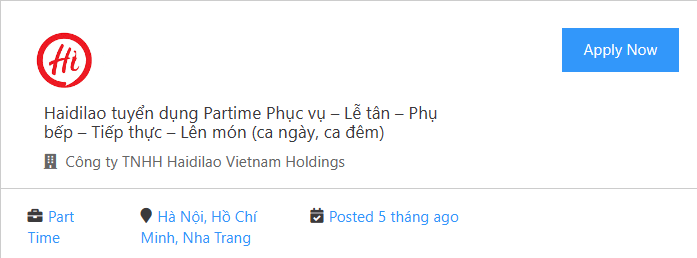 Hi
Apply Now
Haidilao tuyển dụng Partime Phục vụ – Lễ tân – Phụ
bếp – Tiếp thực – Lên món (ca ngày, ca đêm)
Công ty TNHH Haidilao Vietnam Holdings
Part
Time
Hà Nội, Hồ Chí
Minh, Nha Trang
Posted 5 tháng ago